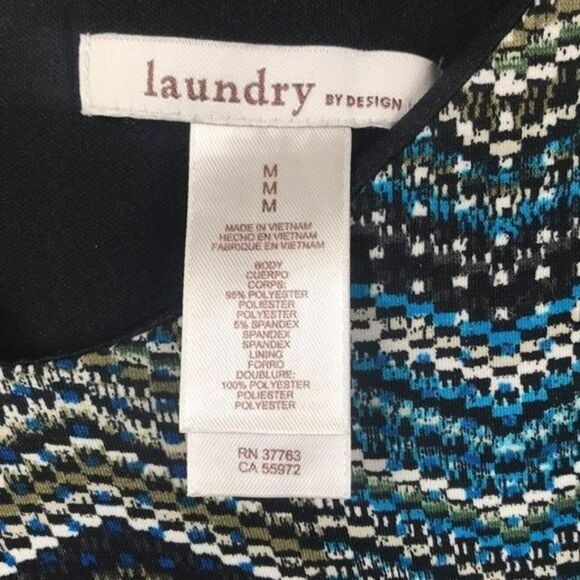 laundry BY DESIGN
M
M
M
MADE IN VIETNAM
HECHO EN VIETNAM
FABRIQUE EN VIETNAM
BODY
CUERPO
CORPS:
95% POLYESTER
POLIESTER
POLYESTER
5% SPANDEX
SPANDEX
SPANDEX
LINING
FORRO
DOUBLURE:
100% POLYESTER
POLIESTER
POLYESTER
RN 37763
CA 55972